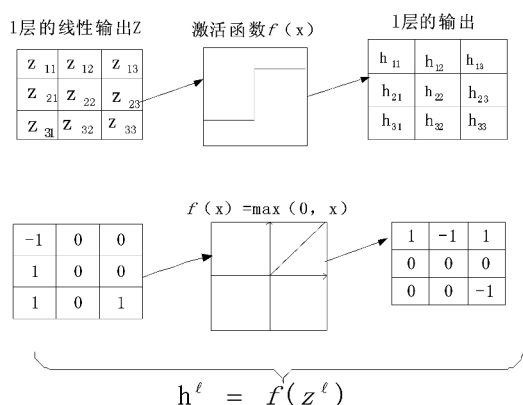 1层的线性输出Z
激活函数f(x)
1层的输出
z₁₁ z₁₂ z₁₃
z₂₁ z₂₂ z₂₃
z₃₁ z₃₂ z₃₃
h₁₁ h₁₂ h₁₃
h₂₁ h₂₂ h₂₃
h₃₁ h₃₂ h₃₃
f(x)=max(0, x)
-1 0 0
1 0 0
1 0 1
1 -1 1
0 0 0
0 0 -1
h^ℓ = f(z^ℓ)